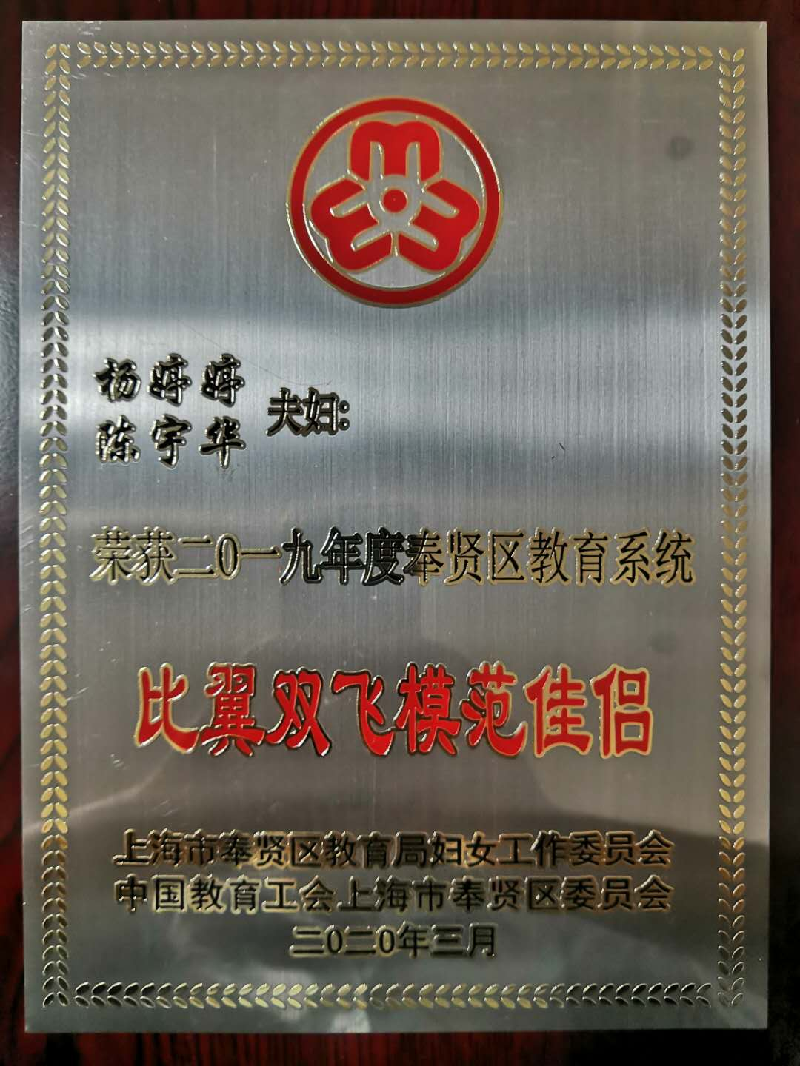 杨婷婷
陈宇华 夫妇:
荣获二〇一九年度奉贤区教育系统
比翼双飞模范佳侣
上海市奉贤区教育局妇女工作委员会
中国教育工会上海市奉贤区委员会
二〇二〇年三月